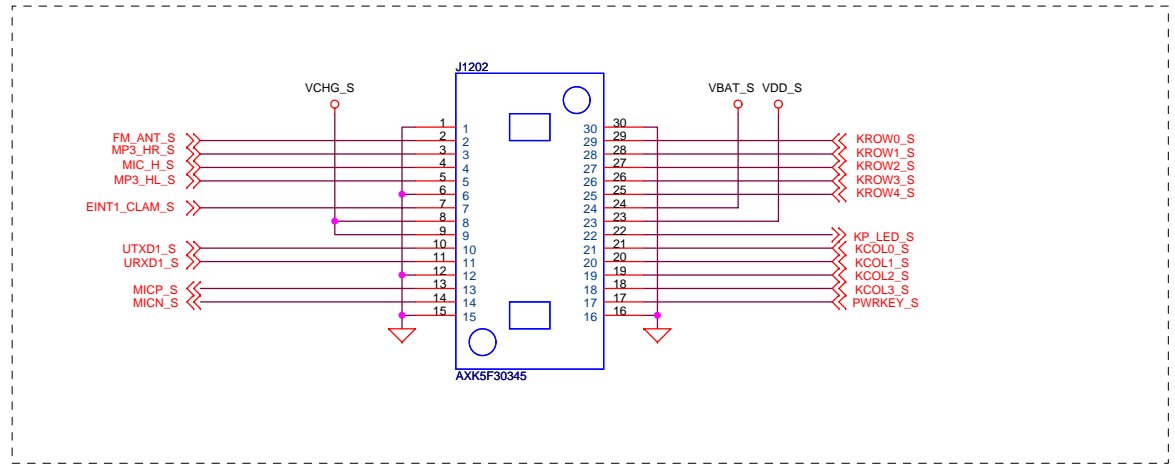 J1202
VCHG_S
VBAT_S VDD_S
1 1 30 30
FM_ANT_S 2 2 29 29 KROW0_S
MP3_HR_S 3 3 28 28 KROW1_S
MIC_H_S 4 4 27 27 KROW2_S
MP3_HL_S 5 5 26 26 KROW3_S
6 6 25 25 KROW4_S
EINT1_CLAM_S 7 7 24 24
8 8 23 23
9 9 22 22 KP_LED_S
UTXD1_S 10 10 21 21 KCOL0_S
URXD1_S 11 11 20 20 KCOL1_S
12 12 19 19 KCOL2_S
MICP_S 13 13 18 18 KCOL3_S
MICN_S 14 14 17 17 PWRKEY_S
15 15 16 16
AXK5F30345